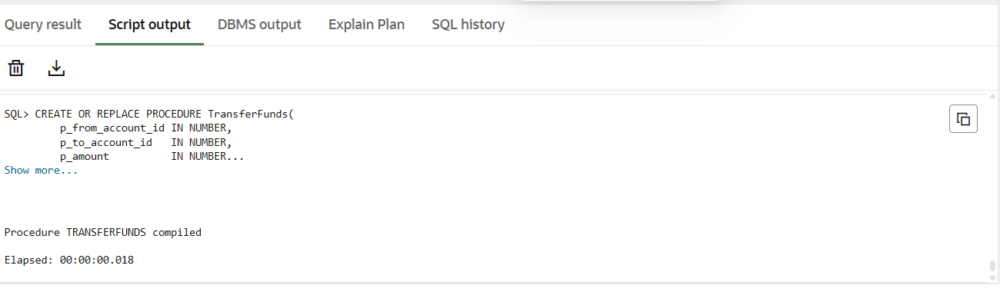 Query result Script output DBMS output Explain Plan SQL history
SQL> CREATE OR REPLACE PROCEDURE TransferFunds(
p_from_account_id IN NUMBER,
p_to_account_id   IN NUMBER,
p_amount          IN NUMBER...
Show more...
Procedure TRANSFERFUNDS compiled
Elapsed: 00:00:00.018